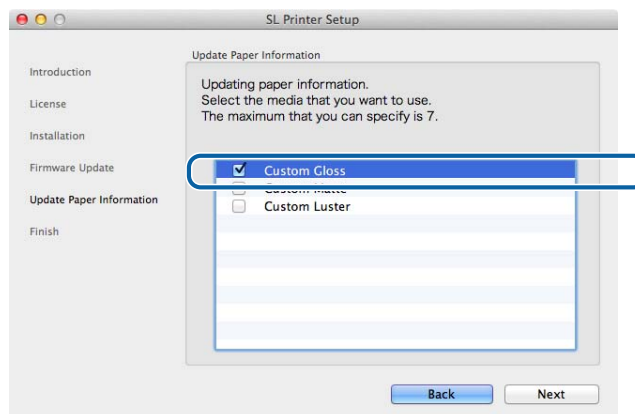 SL Printer Setup
Update Paper Information
Introduction
License
Installation
Firmware Update
Update Paper Information
Finish
Updating paper information.
Select the media that you want to use.
The maximum that you can specify is 7.
Custom Gloss
Custom Matte
Custom Luster
Back
Next